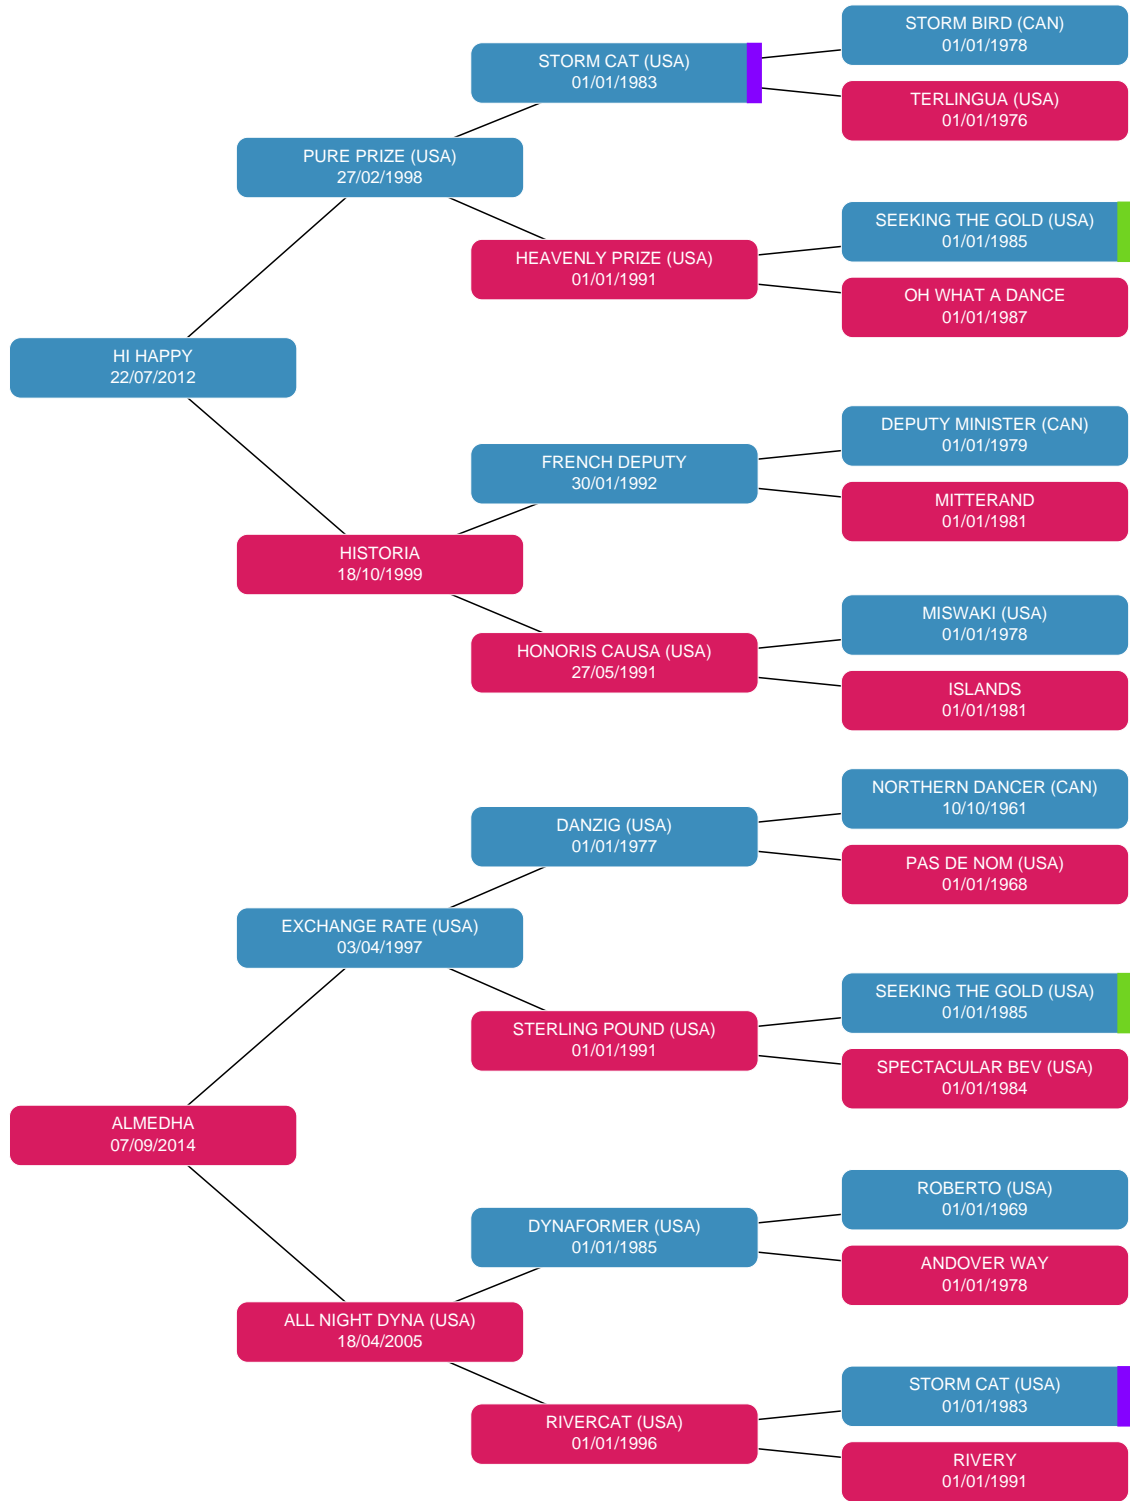 STORM BIRD (CAN)
01/01/1978
STORM CAT (USA)
01/01/1983
TERLINGUA (USA)
01/01/1976
PURE PRIZE (USA)
27/02/1998
SEEKING THE GOLD (USA)
01/01/1985
HEAVENLY PRIZE (USA)
01/01/1991
OH WHAT A DANCE
01/01/1987
HI HAPPY
22/07/2012
DEPUTY MINISTER (CAN)
01/01/1979
FRENCH DEPUTY
30/01/1992
MITTERAND
01/01/1981
HISTORIA
18/10/1999
MISWAKI (USA)
01/01/1978
HONORIS CAUSA (USA)
27/05/1991
ISLANDS
01/01/1981
NORTHERN DANCER (CAN)
10/10/1961
DANZIG (USA)
01/01/1977
PAS DE NOM (USA)
01/01/1968
EXCHANGE RATE (USA)
03/04/1997
SEEKING THE GOLD (USA)
01/01/1985
STERLING POUND (USA)
01/01/1991
SPECTACULAR BEV (USA)
01/01/1984
ALMEDHA
07/09/2014
ROBERTO (USA)
01/01/1969
DYNAFORMER (USA)
01/01/1985
ANDOVER WAY
01/01/1978
ALL NIGHT DYNA (USA)
18/04/2005
STORM CAT (USA)
01/01/1983
RIVERCAT (USA)
01/01/1996
RIVERY
01/01/1991